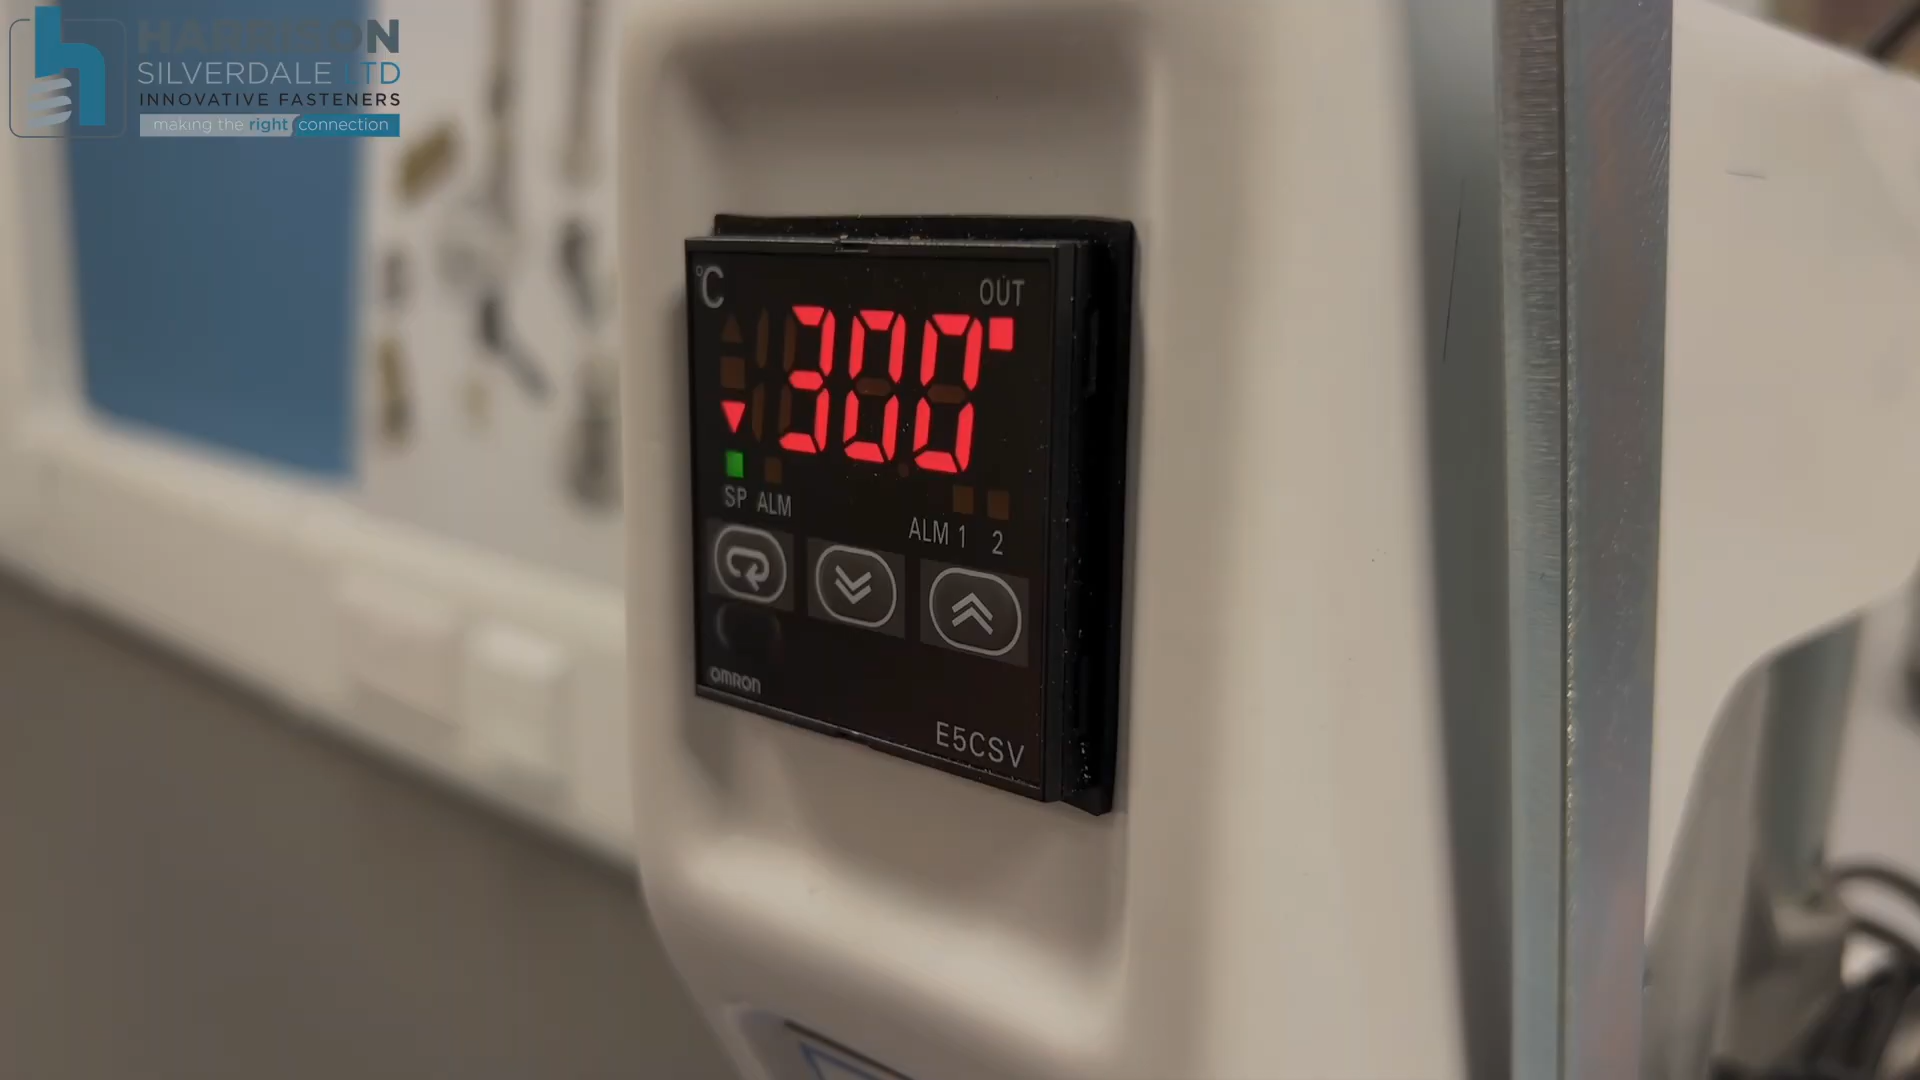 HARRISON
SILVERDALE LTD
INNOVATIVE FASTENERS
making the right connection
°C
OUT
300
SP ALM
ALM 1 2
OMRON
E5CSV